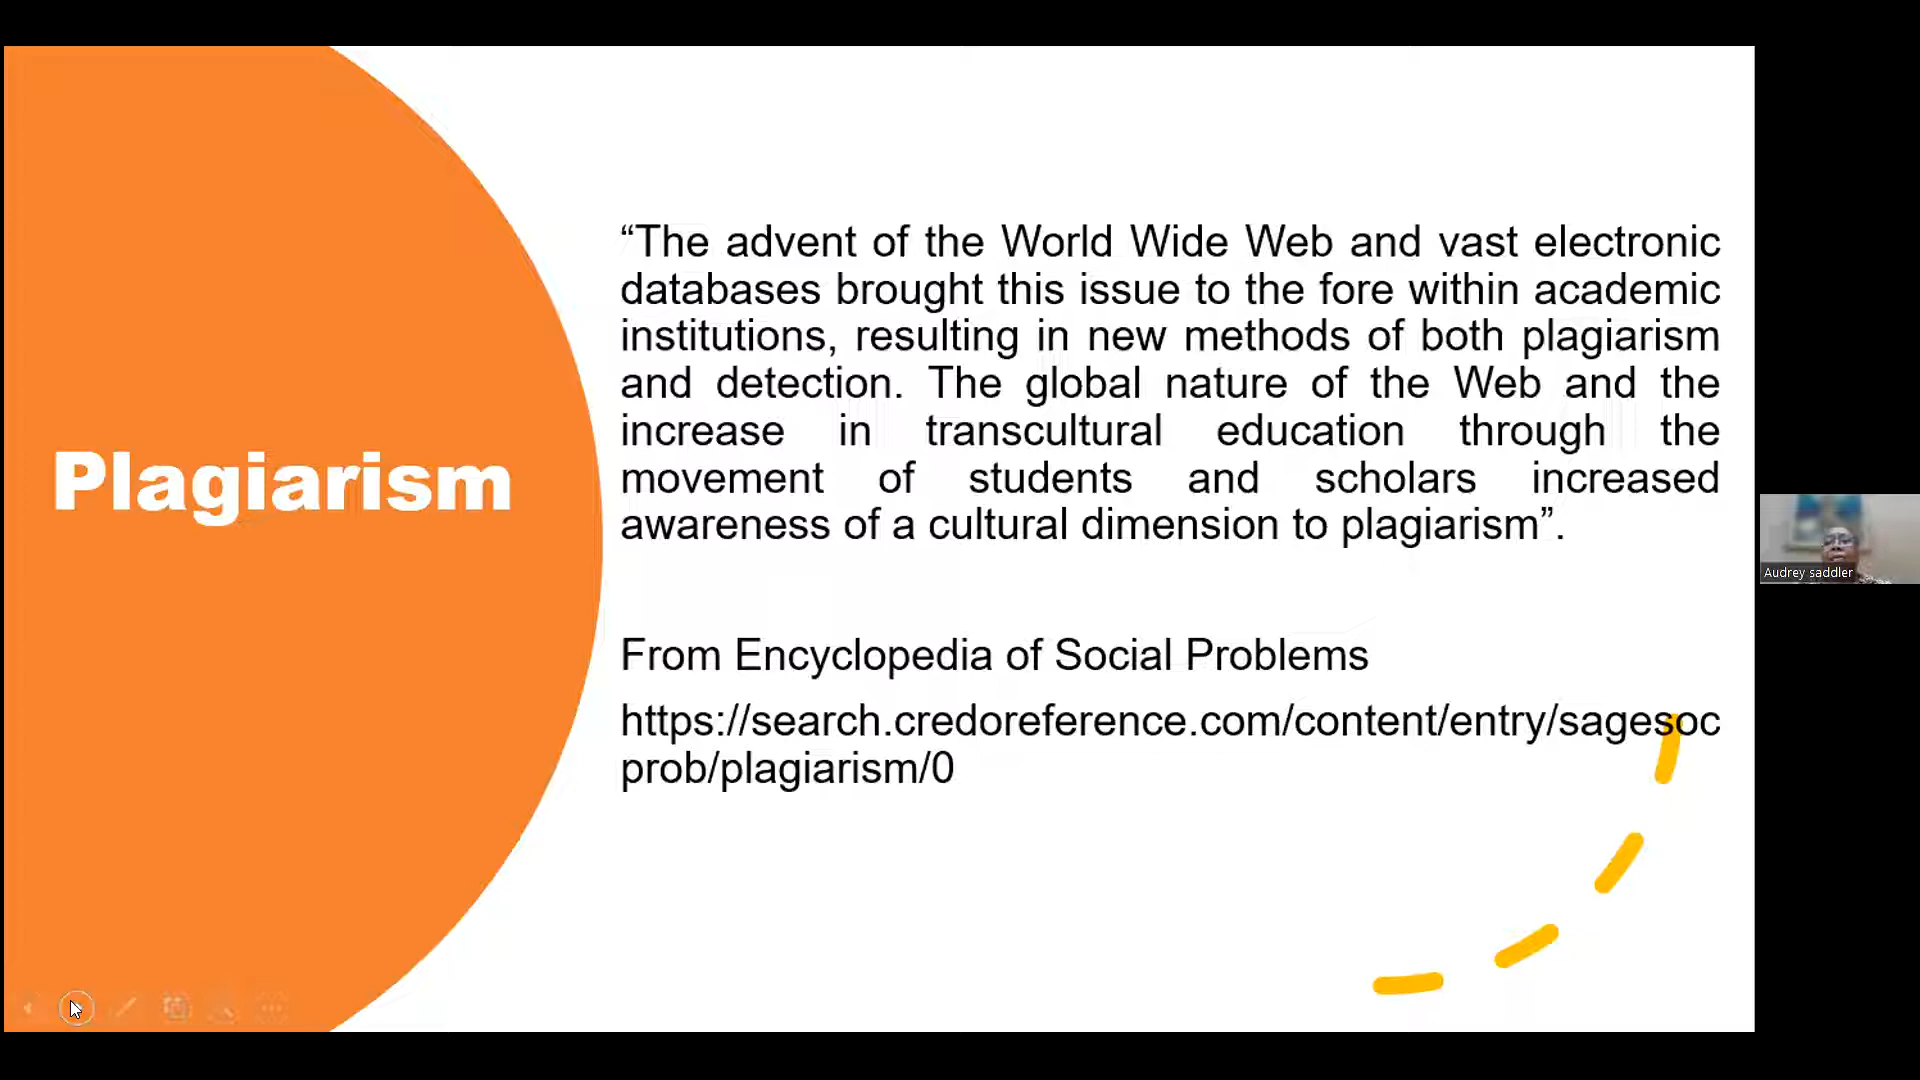 Plagiarism
“The advent of the World Wide Web and vast electronic
databases brought this issue to the fore within academic
institutions, resulting in new methods of both plagiarism
and detection. The global nature of the Web and the
increase in transcultural education through the
movement of students and scholars increased
awareness of a cultural dimension to plagiarism”.
From Encyclopedia of Social Problems
https://search.credoreference.com/content/entry/sagesoc
prob/plagiarism/0
Audrey saddler